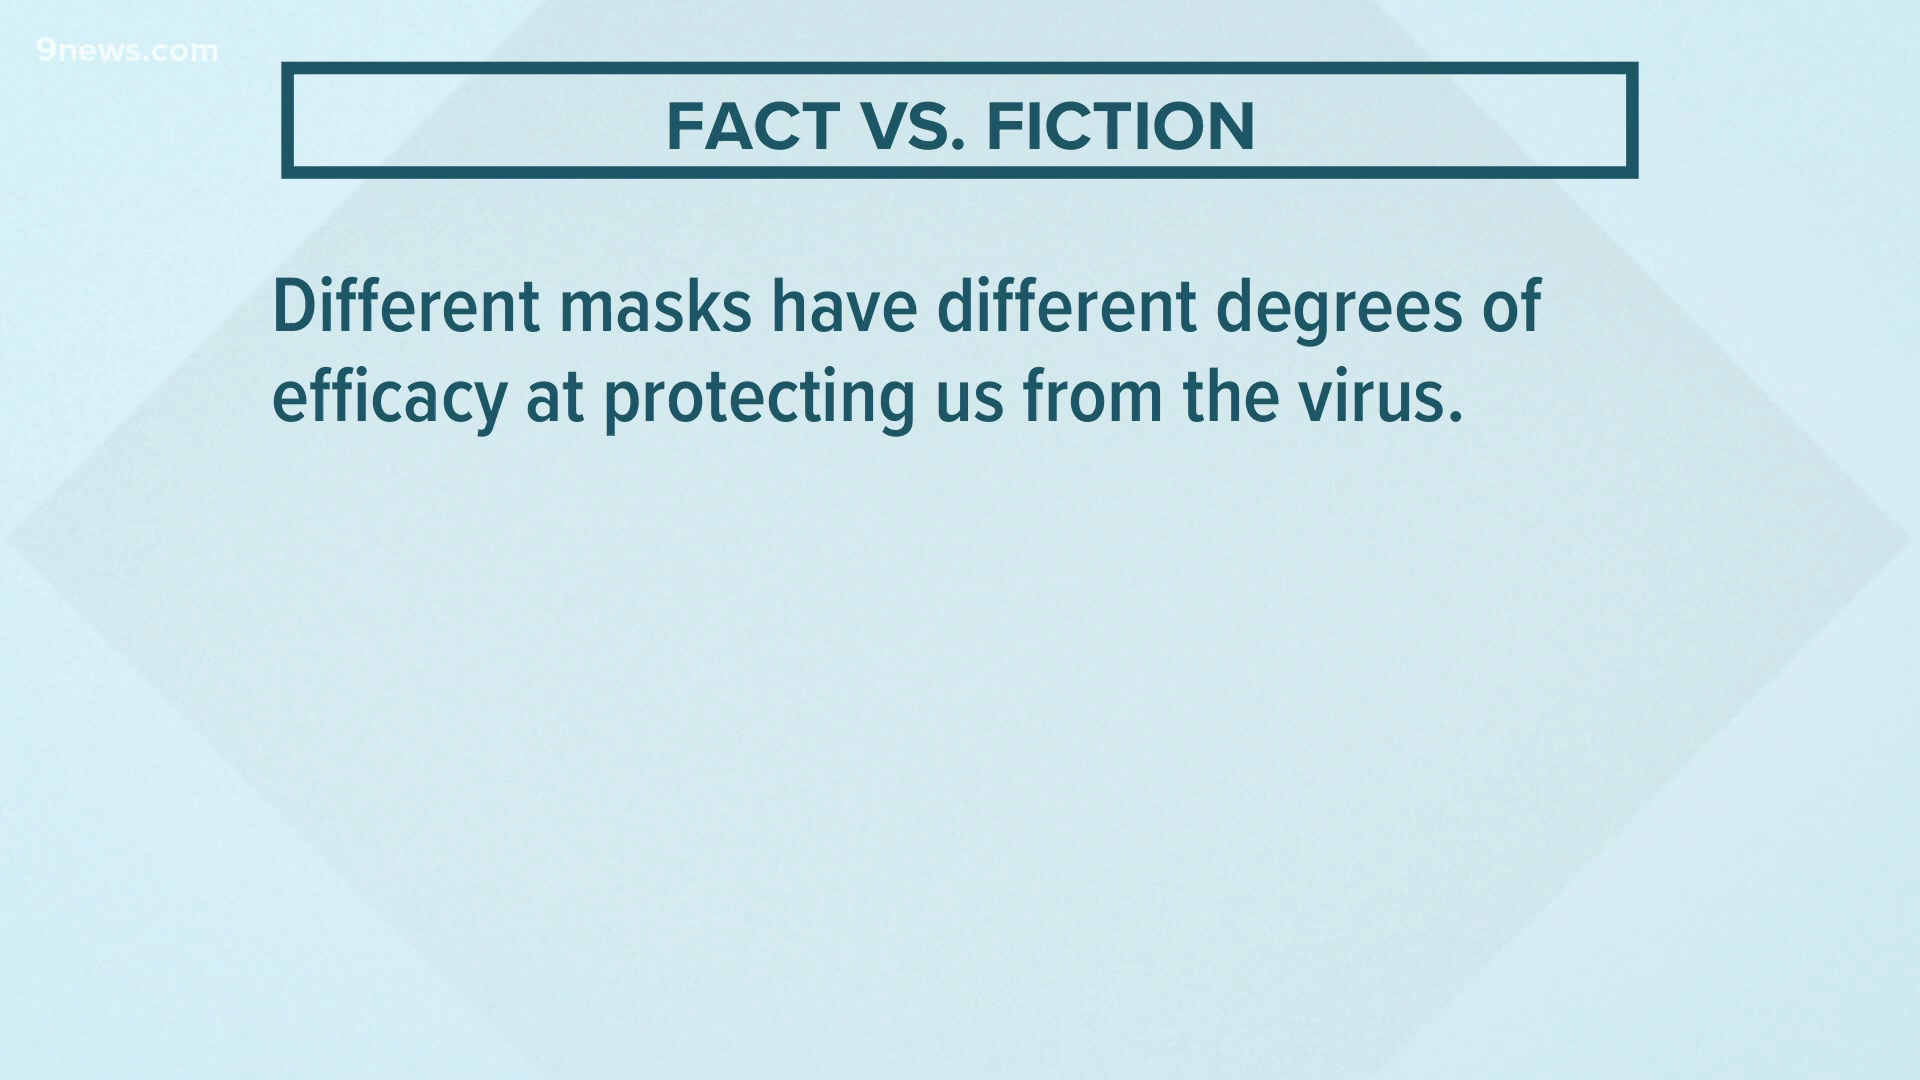 9news.com
FACT VS. FICTION
Different masks have different degrees of
efficacy at protecting us from the virus.